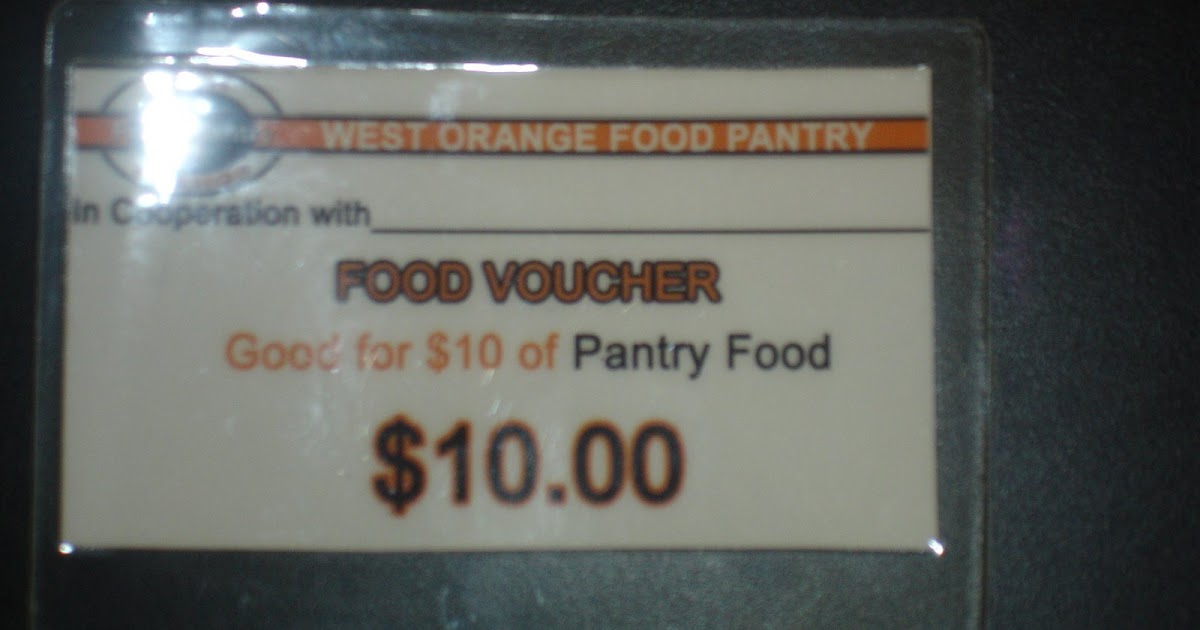 WEST ORANGE FOOD PANTRY
In Cooperation with
FOOD VOUCHER
Good for $10 of Pantry Food
$10.00